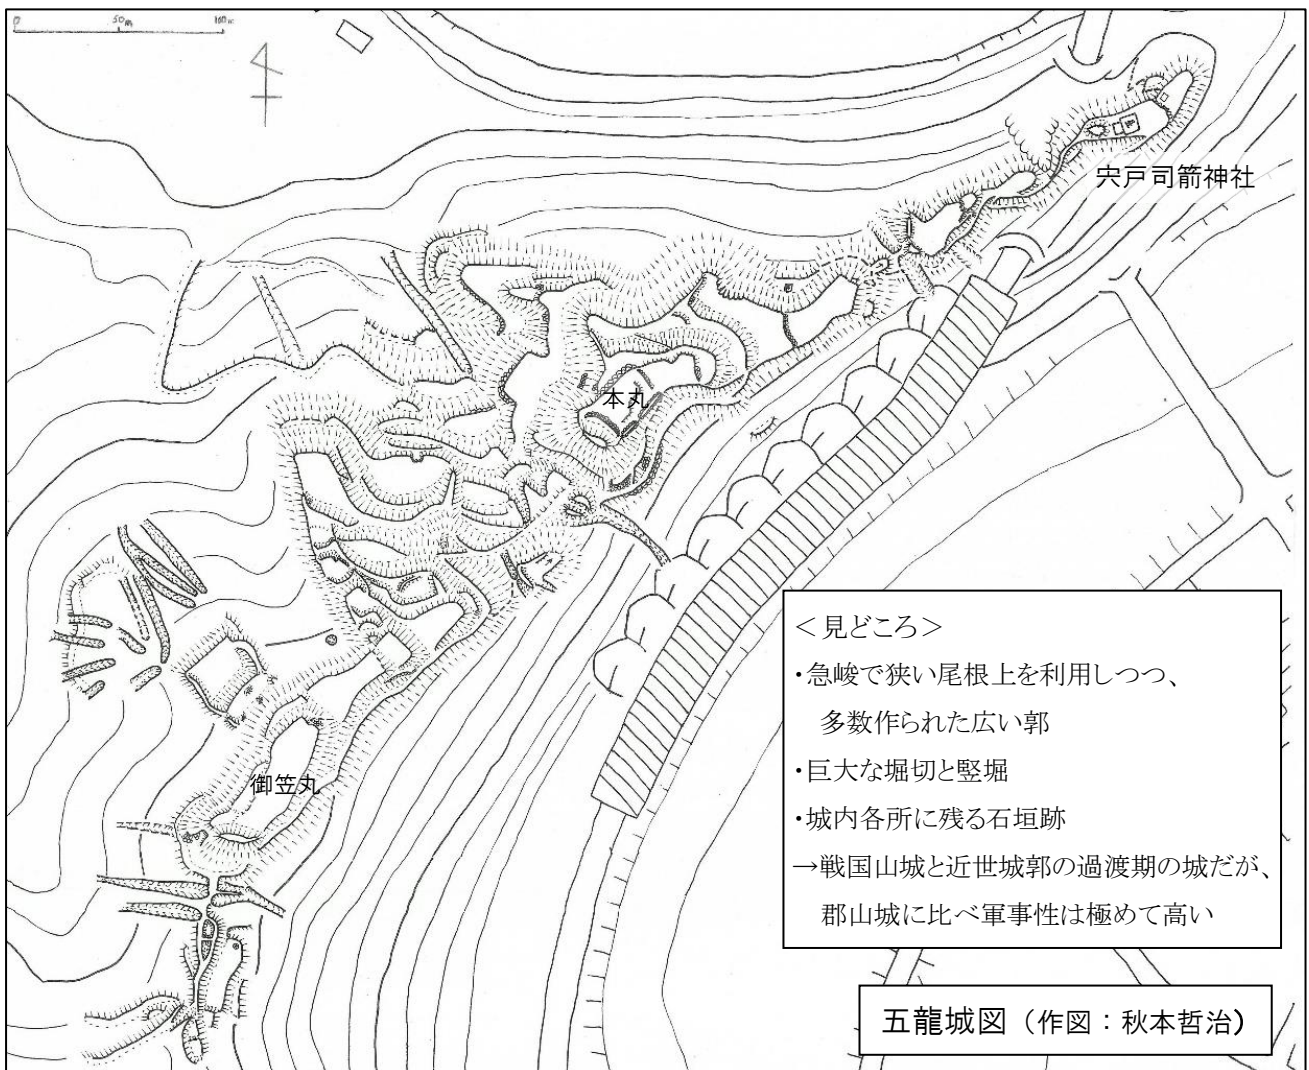 0 50m 100m
宍戸司箭神社
本丸
御笠丸
＜見どころ＞
・急峻で狭い尾根上を利用しつつ、
多数作られた広い郭
・巨大な堀切と竪堀
・城内各所に残る石垣跡
→戦国山城と近世城郭の過渡期の城だが、
郡山城に比べ軍事性は極めて高い
五龍城図（作図：秋本哲治）